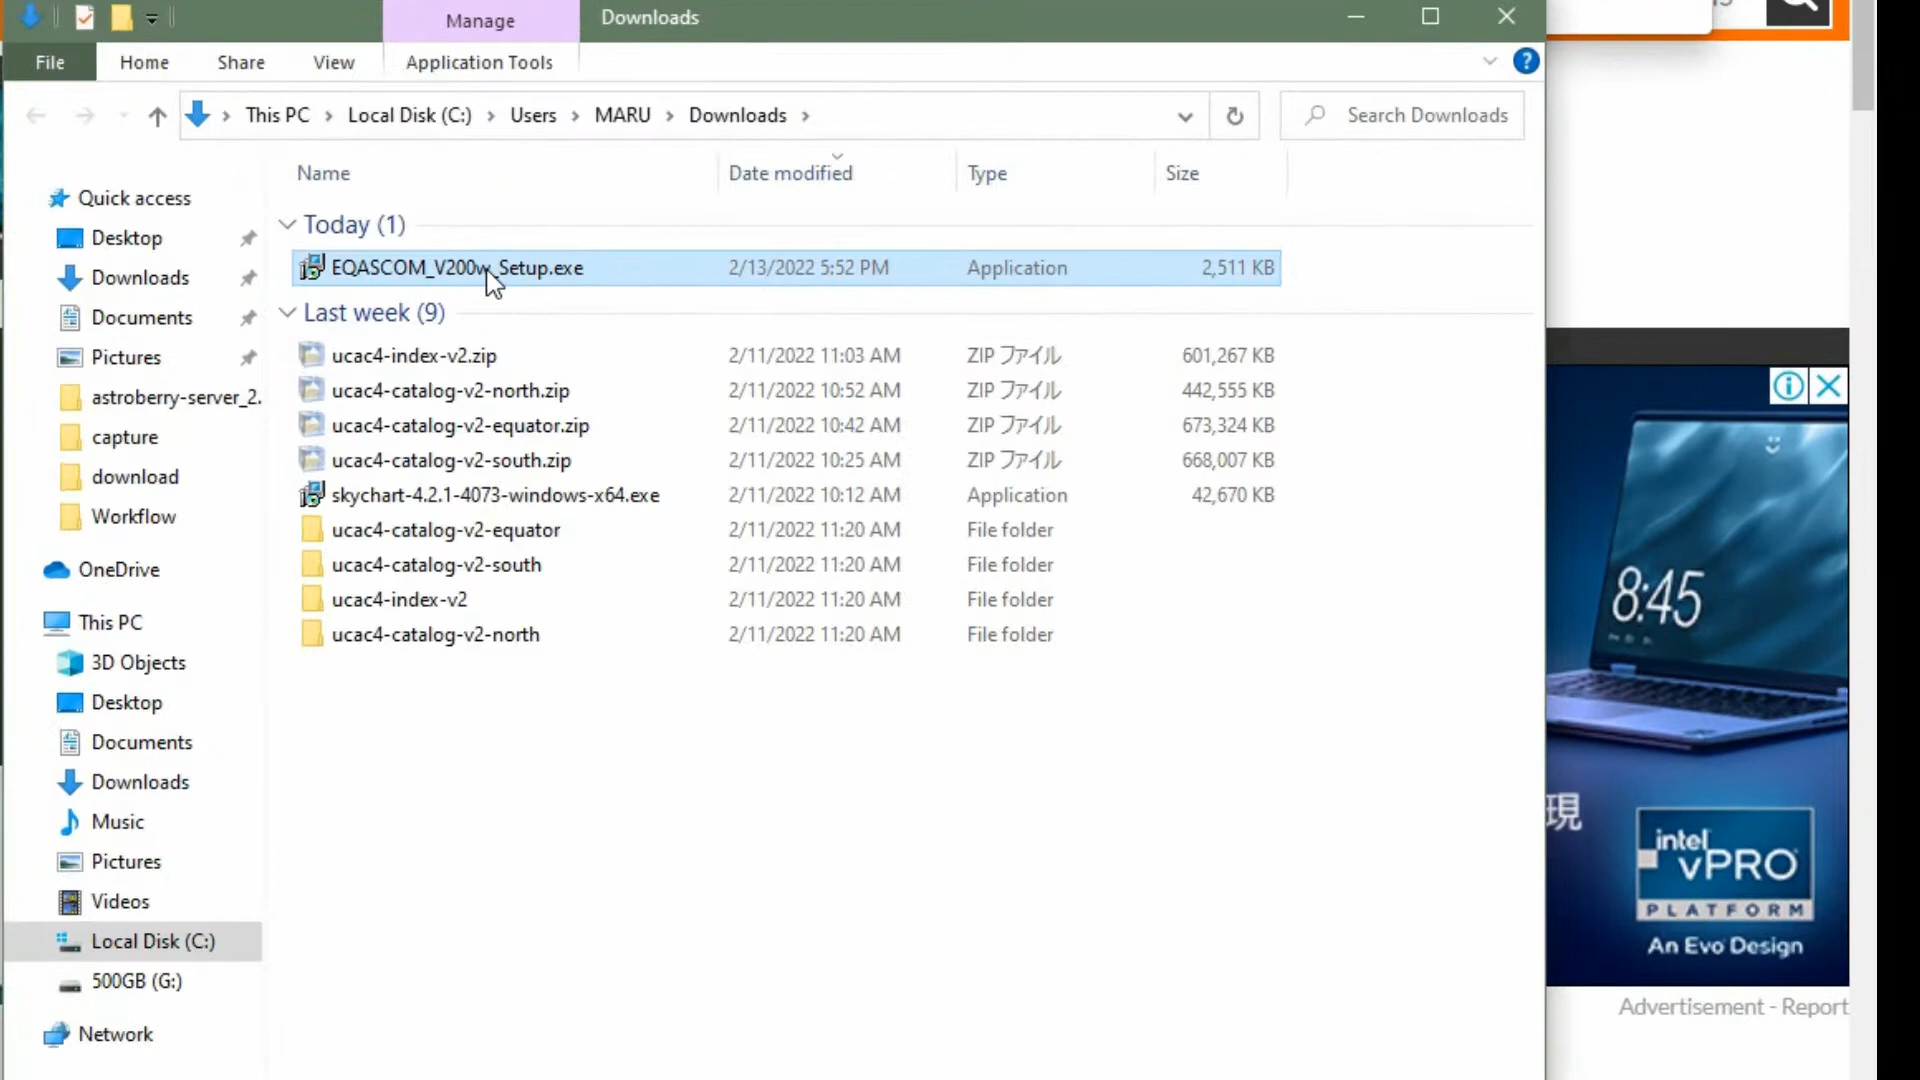 Manage
Downloads
File
Home
Share
View
Application Tools
This PC
Local Disk (C:)
Users
MARU
Downloads
Search Downloads
Name
Date modified
Type
Size
Quick access
Desktop
Downloads
Documents
Pictures
astroberry-server_2.
capture
download
Workflow
OneDrive
This PC
3D Objects
Desktop
Documents
Downloads
Music
Pictures
Videos
Local Disk (C:)
500GB (G:)
Network
Today (1)
EQASCOM_V200w_Setup.exe 2/13/2022 5:52 PM Application 2,511 KB
Last week (9)
ucac4-index-v2.zip 2/11/2022 11:03 AM ZIP ファイル 601,267 KB
ucac4-catalog-v2-north.zip 2/11/2022 10:52 AM ZIP ファイル 442,555 KB
ucac4-catalog-v2-equator.zip 2/11/2022 10:42 AM ZIP ファイル 673,324 KB
ucac4-catalog-v2-south.zip 2/11/2022 10:25 AM ZIP ファイル 668,007 KB
skychart-4.2.1-4073-windows-x64.exe 2/11/2022 10:12 AM Application 42,670 KB
ucac4-catalog-v2-equator 2/11/2022 11:20 AM File folder
ucac4-catalog-v2-south 2/11/2022 11:20 AM File folder
ucac4-index-v2 2/11/2022 11:20 AM File folder
ucac4-catalog-v2-north 2/11/2022 11:20 AM File folder
8:45
現
intel
vPRO
PLATFORM
An Evo Design
Advertisement - Report